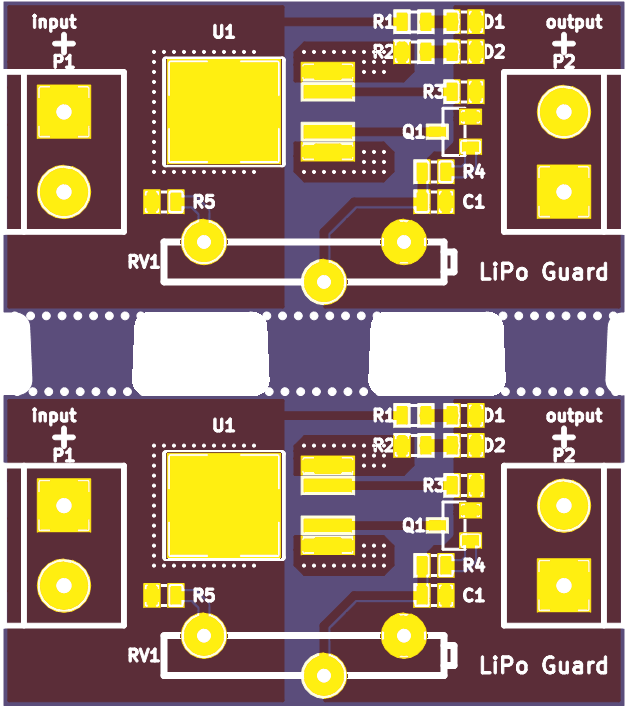 input
U1
R1
D1
output
+
+
P1
R2
D2
P2
R3
Q1
R4
R5
C1
RV1
LiPo Guard
input
U1
R1
D1
output
+
+
P1
R2
D2
P2
R3
Q1
R4
R5
C1
RV1
LiPo Guard